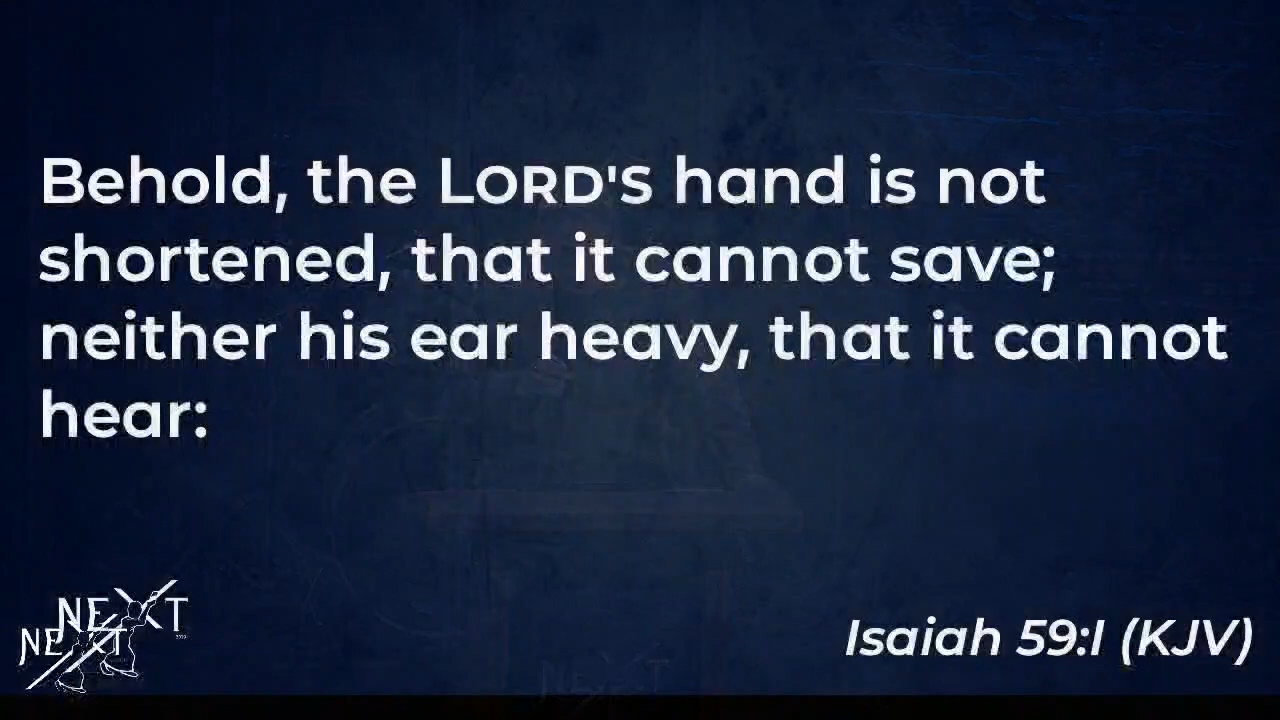 Behold, the LORD'S hand is not
shortened, that it cannot save;
neither his ear heavy, that it cannot
hear:
NEXT
NEXT
Isaiah 59:1 (KJV)